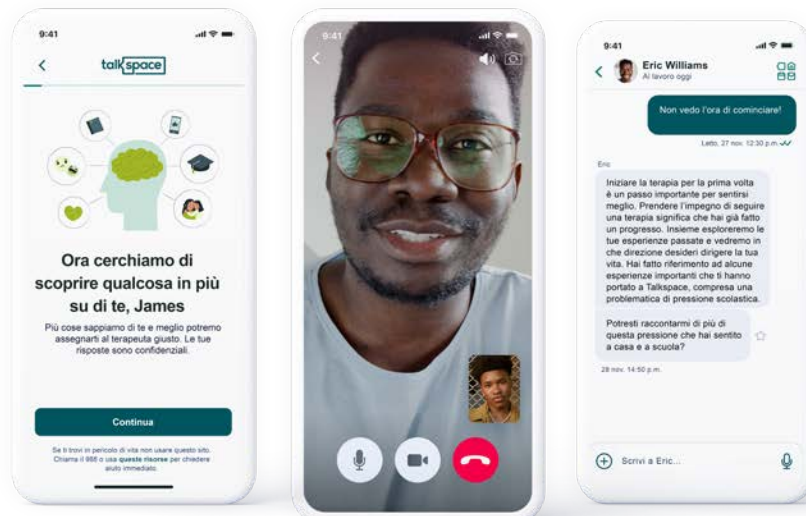 9:41
talkspace
Ora cerchiamo di
scoprire qualcosa in più
su di te, James
Più cose sappiamo di te e meglio potremo
assegnarti al terapeuta giusto. Le tue
risposte sono confidenziali.
Continua
Se ti trovi in pericolo di vita non usare questo sito.
Chiama il 988 o usa queste risorse per chiedere
aiuto immediato.
9:41
9:41
Eric Williams
Al lavoro oggi
Non vedo l'ora di cominciare!
Letto, 27 nov. 12:30 p.m.
Eric
Iniziare la terapia per la prima volta
è un passo importante per sentirsi
meglio. Prendere l'impegno di seguire
una terapia significa che hai già fatto
un progresso. Insieme esploreremo le
tue esperienze passate e vedremo in
che direzione desideri dirigere la tua
vita. Hai fatto riferimento ad alcune
esperienze importanti che ti hanno
portato a Talkspace, compresa una
problematica di pressione scolastica.
Potresti raccontarmi di più di
questa pressione che hai sentito
a casa e a scuola?
28 nov. 14:50 p.m.
Scrivi a Eric...